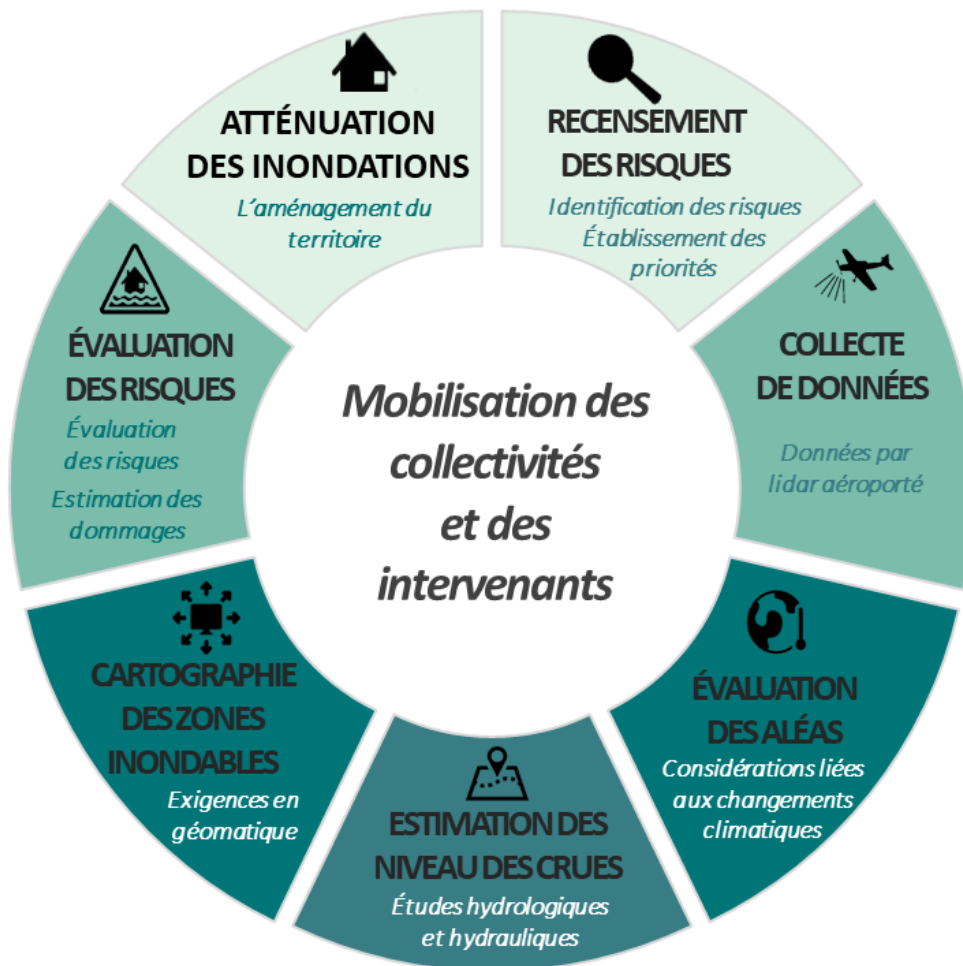 ATTÉNUATION
DES INONDATIONS
L'aménagement du
territoire
RECENSEMENT
DES RISQUES
Identification des risques
Établissement des
priorités
COLLECTE
DE DONNÉES
Données par
lidar aéroporté
ÉVALUATION
DES ALÉAS
Considérations liées
aux changements
climatiques
ESTIMATION DES
NIVEAU DES CRUES
Études hydrologiques
et hydrauliques
CARTOGRAPHIE
DES ZONES
INONDABLES
Exigences en
géomatique
ÉVALUATION
DES RISQUES
Évaluation
des risques
Estimation des
dommages
Mobilisation des
collectivités
et des
intervenants